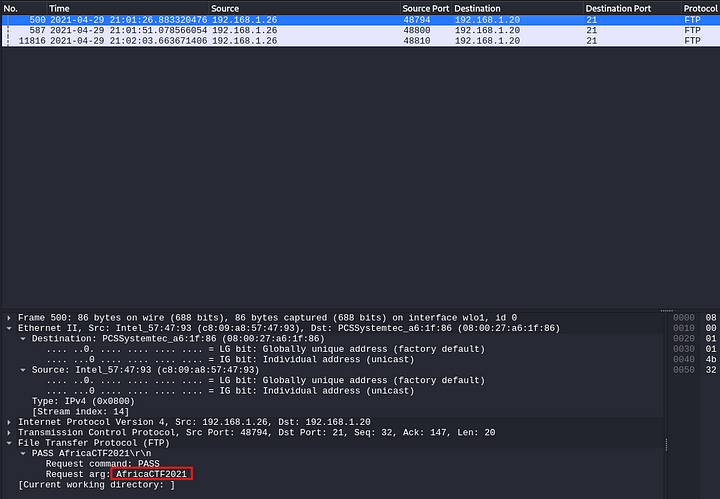 No. Time Source Source Port Destination Destination Port Protocol
500 2021-04-29 21:01:26.883320476 192.168.1.26 48794 192.168.1.20 21 FTP
587 2021-04-29 21:01:51.078566054 192.168.1.26 48800 192.168.1.20 21 FTP
11816 2021-04-29 21:02:03.663671406 192.168.1.26 48810 192.168.1.20 21 FTP
Frame 500: 86 bytes on wire (688 bits), 86 bytes captured (688 bits) on interface wlo1, id 0
Ethernet II, Src: Intel_57:47:93 (c8:09:a8:57:47:93), Dst: PCSSystemtec_a6:1f:86 (08:00:27:a6:1f:86)
Destination: PCSSystemtec_a6:1f:86 (08:00:27:a6:1f:86)
.... ..0. .... .... .... .... = LG bit: Globally unique address (factory default)
.... ...0 .... .... .... .... = IG bit: Individual address (unicast)
Source: Intel_57:47:93 (c8:09:a8:57:47:93)
.... ..0. .... .... .... .... = LG bit: Globally unique address (factory default)
.... ...0 .... .... .... .... = IG bit: Individual address (unicast)
Type: IPv4 (0x0800)
[Stream index: 14]
Internet Protocol Version 4, Src: 192.168.1.26, Dst: 192.168.1.20
Transmission Control Protocol, Src Port: 48794, Dst Port: 21, Seq: 32, Ack: 147, Len: 20
File Transfer Protocol (FTP)
PASS AfricaCTF2021\r\n
Request command: PASS
Request arg: AfricaCTF2021
[Current working directory: ]
0000 08
0010 00
0020 01
0030 01
0040 4b
0050 32